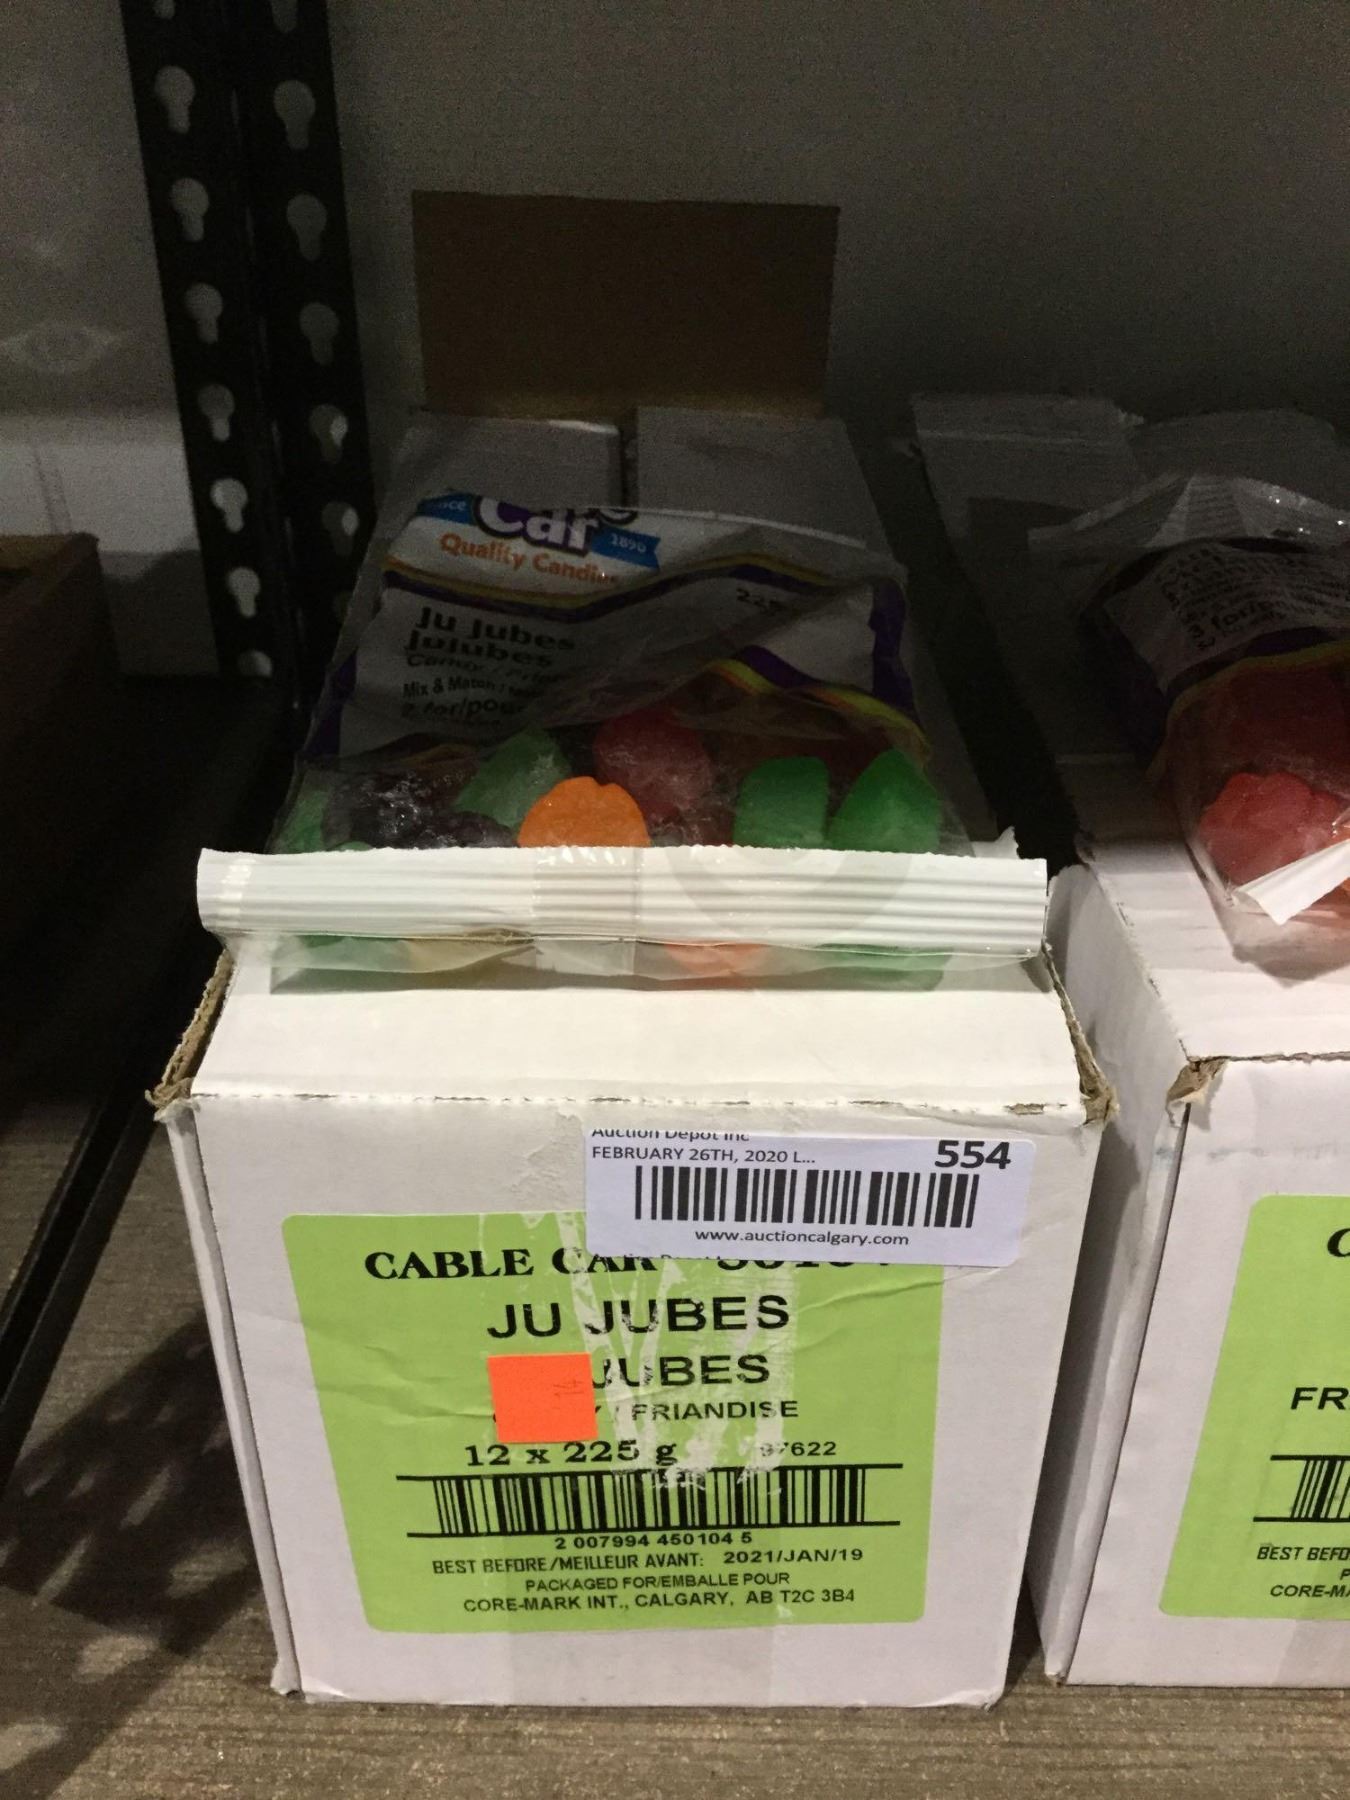 Car
1890
Quality
Ju Jubes
Jujubes
Mix & Match
Auction Depot Inc
FEBRUARY 26TH, 2020 L...
554
www.auctioncalgary.com
CABLE CAR
JU JUBES
JUBES
FRIANDISE
12 x 225 g
97622
2 007994 450104 5
BEST BEFORE/MEILLEUR AVANT: 2021/JAN/19
PACKAGED FOR/EMBALLE POUR
CORE-MARK INT., CALGARY, AB T2C 3B4
C
FR
BEST BEFO
P
CORE-MA